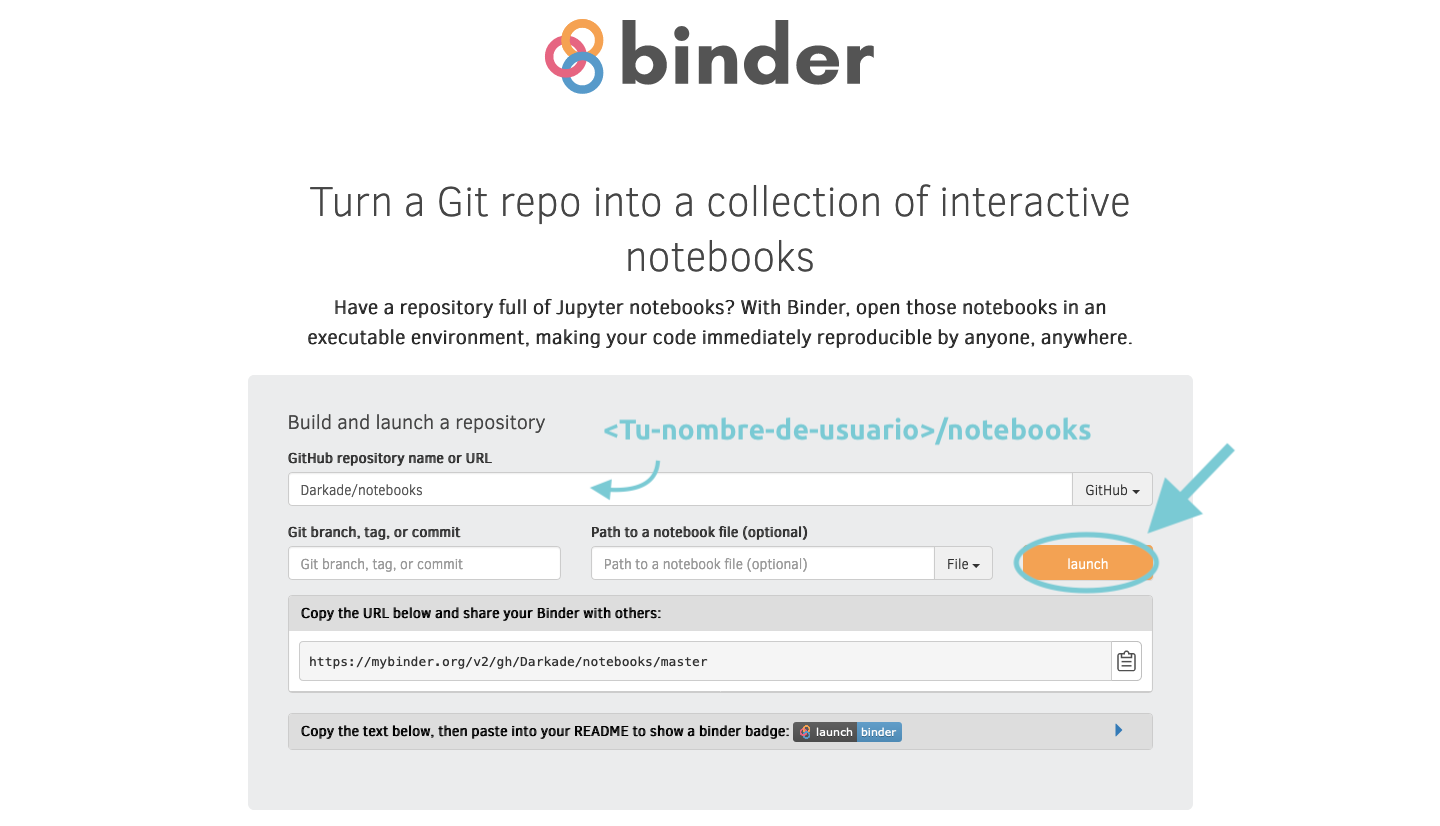 binder
Turn a Git repo into a collection of interactive
notebooks
Have a repository full of Jupyter notebooks? With Binder, open those notebooks in an
executable environment, making your code immediately reproducible by anyone, anywhere.
Build and launch a repository
<Tu-nombre-de-usuario>/notebooks
GitHub repository name or URL
Darkade/notebooks
GitHub
Git branch, tag, or commit
Path to a notebook file (optional)
Git branch, tag, or commit
Path to a notebook file (optional)
File
launch
Copy the URL below and share your Binder with others:
https://mybinder.org/v2/gh/Darkade/notebooks/master
Copy the text below, then paste into your README to show a binder badge: launch binder